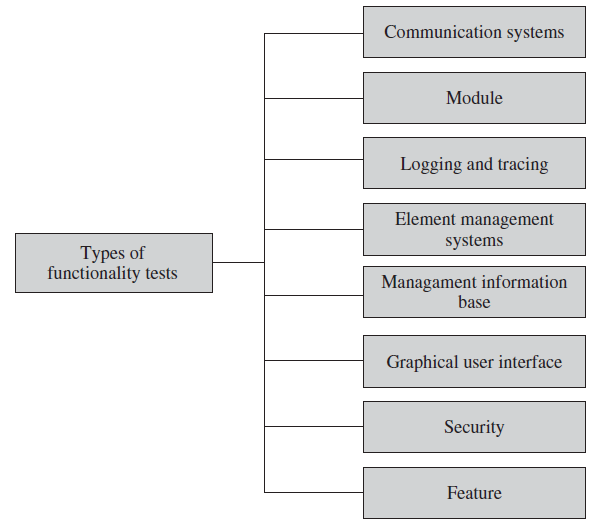 Communication systems
Module
Logging and tracing
Element management
systems
Types of
functionality tests
Managament information
base
Graphical user interface
Security
Feature